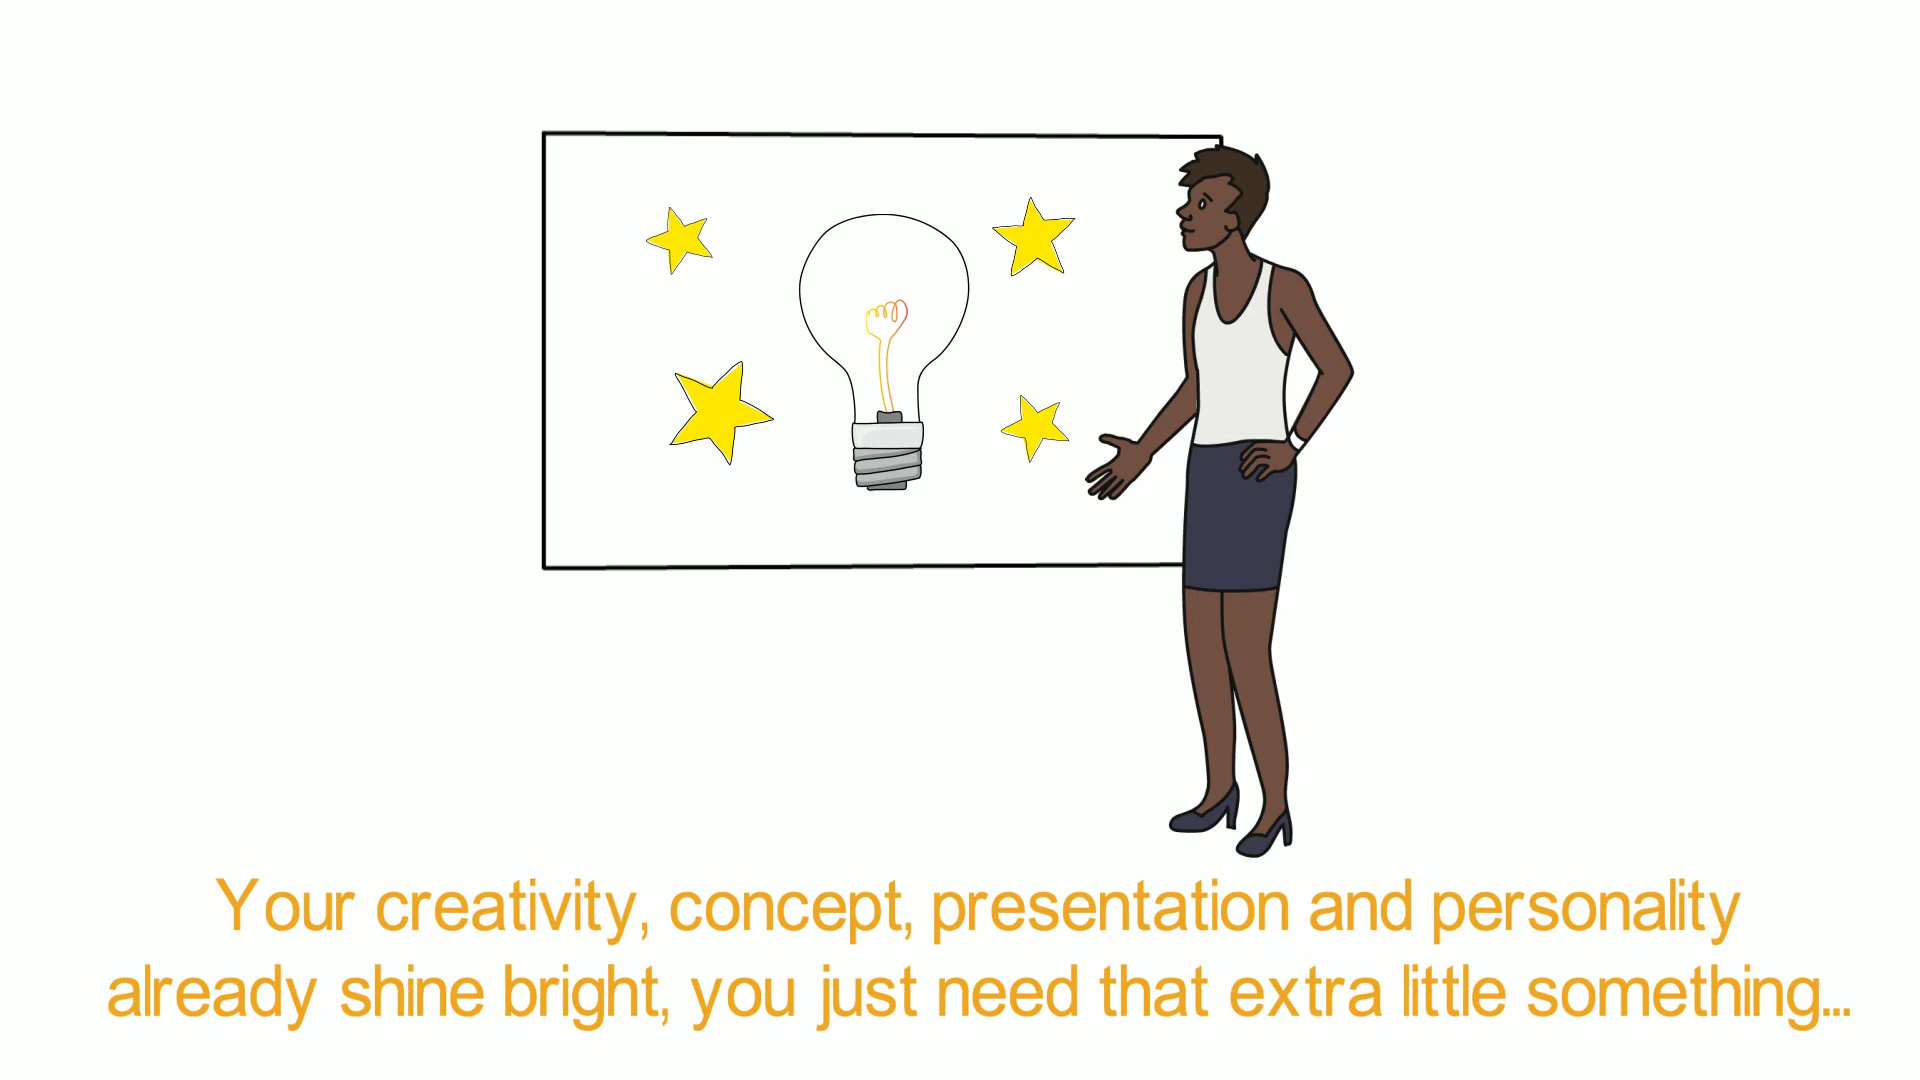 Your creativity, concept, presentation and personality
already shine bright, you just need that extra little something...